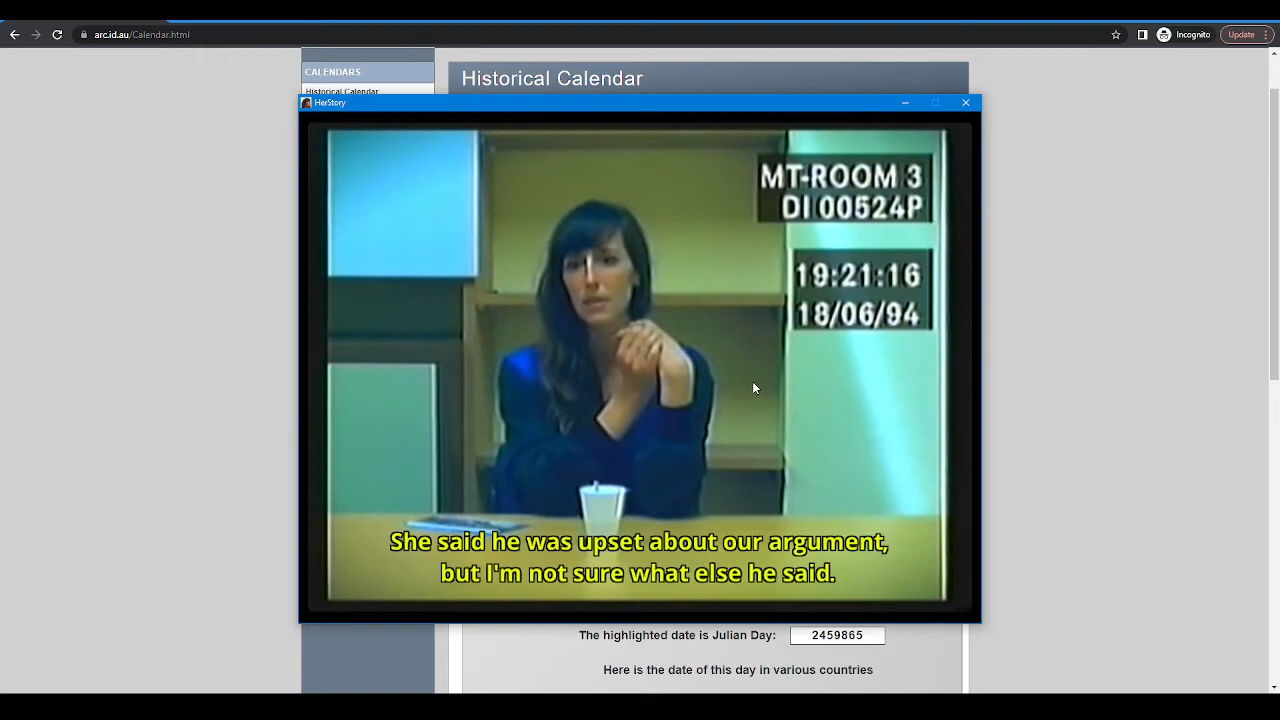 arc.id.au/Calendar.html
Incognito
Update
CALENDARS
Historical Calendar
Historical Calendar
HerStory
MT-ROOM 3
DI 00524P
19:21:16
18/06/94
She said he was upset about our argument,
but I'm not sure what else he said.
The highlighted date is Julian Day: 2459865
Here is the date of this day in various countries